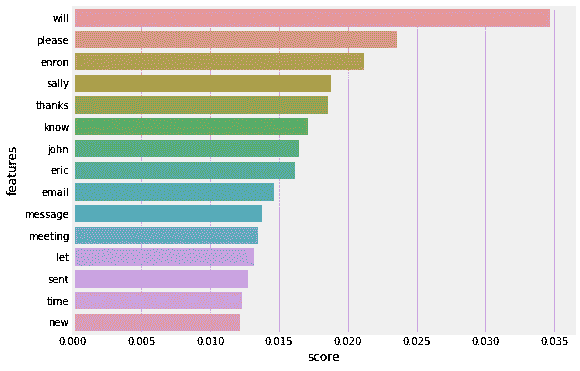 will
please
enron
sally
thanks
know
john
eric
email
message
meeting
let
sent
time
new
features
0.000 0.005 0.010 0.015 0.020 0.025 0.030 0.035
score